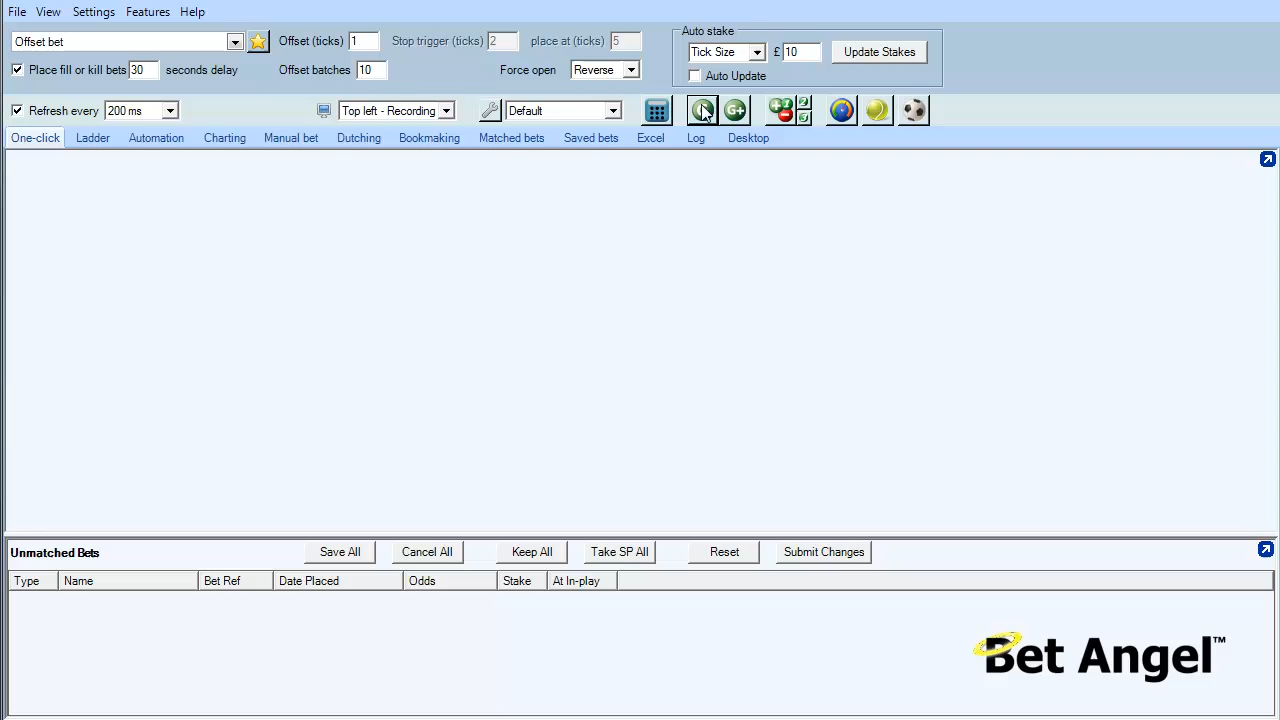 File View Settings Features Help
Offset bet Offset (ticks) 1 Stop trigger (ticks) 2 place at (ticks) 5 Auto stake
Tick Size £ 10 Update Stakes
Place fill or kill bets 30 seconds delay Offset batches 10 Force open Reverse Auto Update
Refresh every 200 ms Top left - Recording Default G+
One-click Ladder Automation Charting Manual bet Dutching Bookmaking Matched bets Saved bets Excel Log Desktop
Unmatched Bets Save All Cancel All Keep All Take SP All Reset Submit Changes
Type Name Bet Ref Date Placed Odds Stake At In-play
Bet Angel™